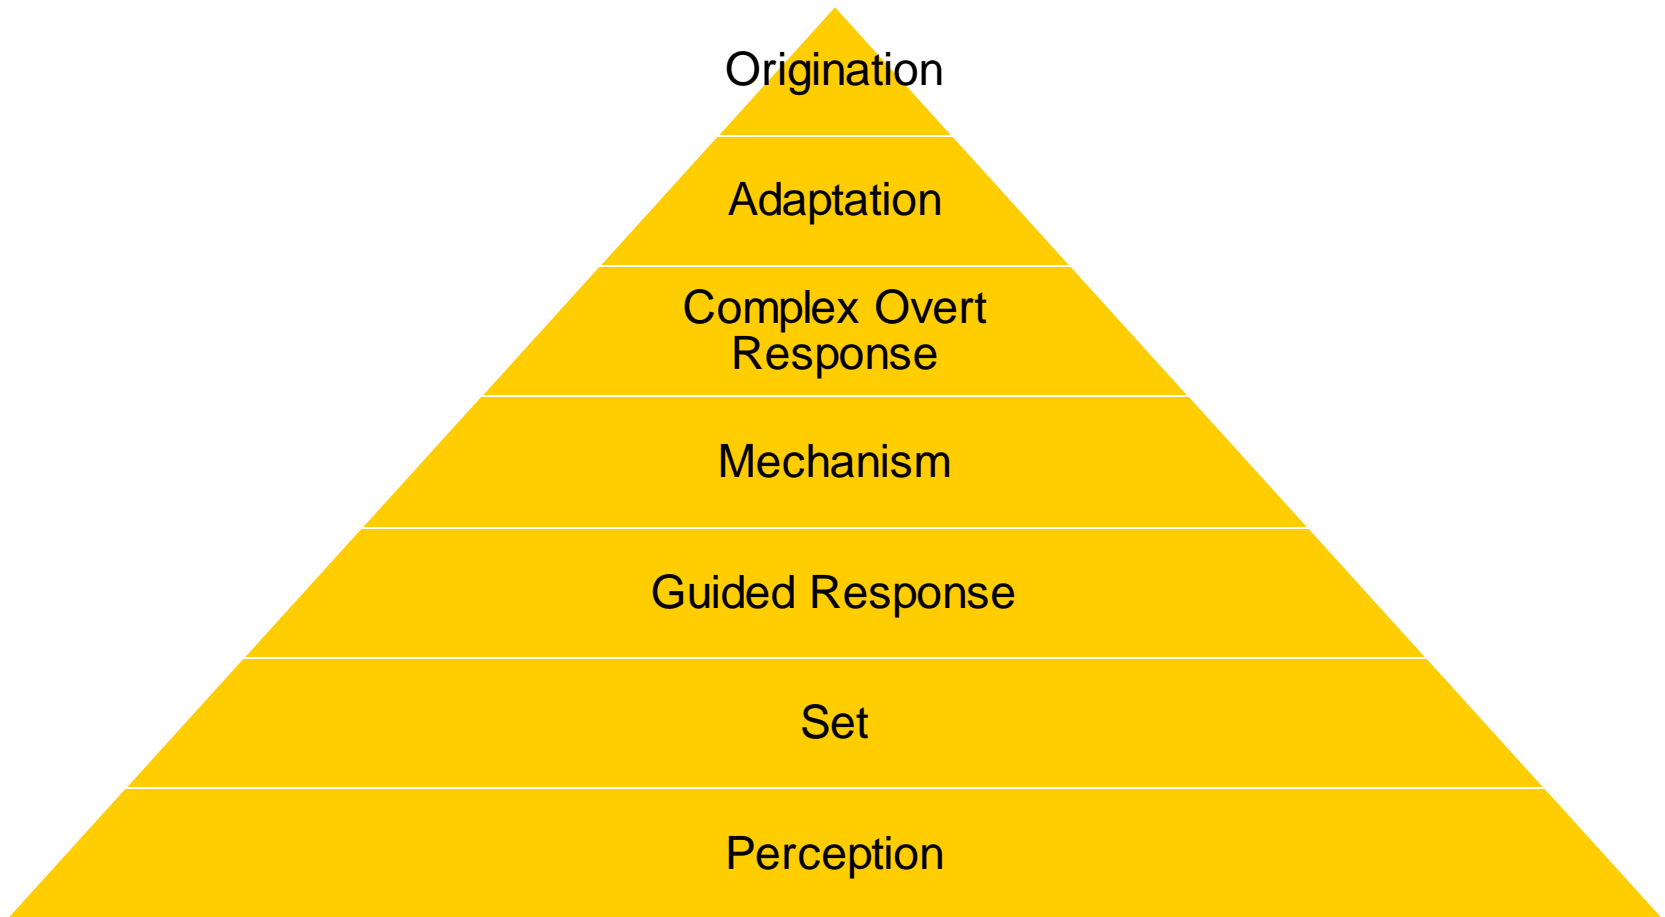 Origination
Adaptation
Complex Overt
Response
Mechanism
Guided Response
Set
Perception